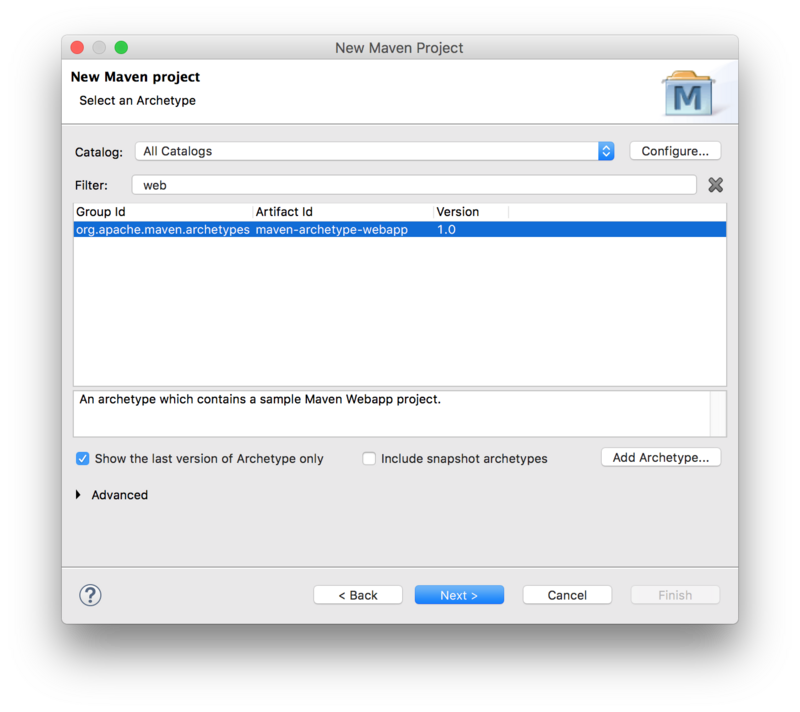 New Maven Project
New Maven project
Select an Archetype
M
Catalog: All Catalogs Configure...
Filter: web
Group Id Artifact Id Version
org.apache.maven.archetypes maven-archetype-webapp 1.0
An archetype which contains a sample Maven Webapp project.
Show the last version of Archetype only Include snapshot archetypes Add Archetype...
Advanced
? < Back Next > Cancel Finish